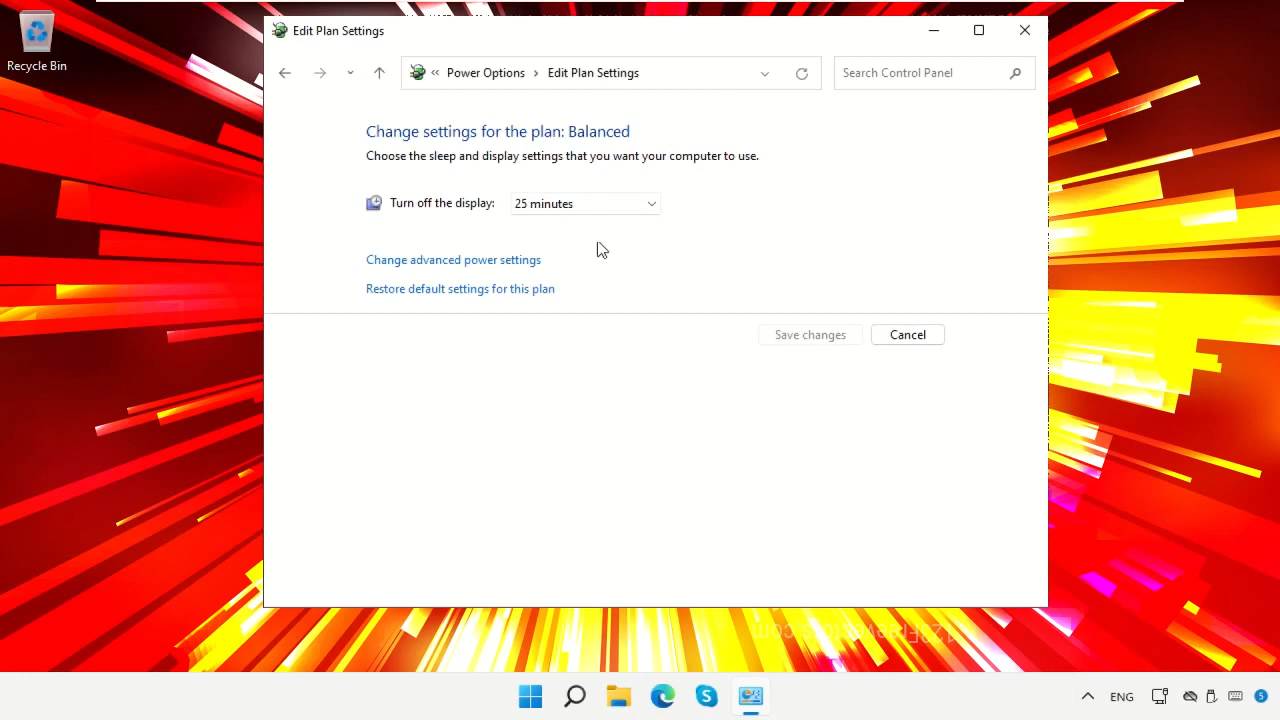 Recycle Bin
Edit Plan Settings
Power Options
Edit Plan Settings
Search Control Panel
Change settings for the plan: Balanced
Choose the sleep and display settings that you want your computer to use.
Turn off the display:
25 minutes
Change advanced power settings
Restore default settings for this plan
Save changes
Cancel
ENG
5